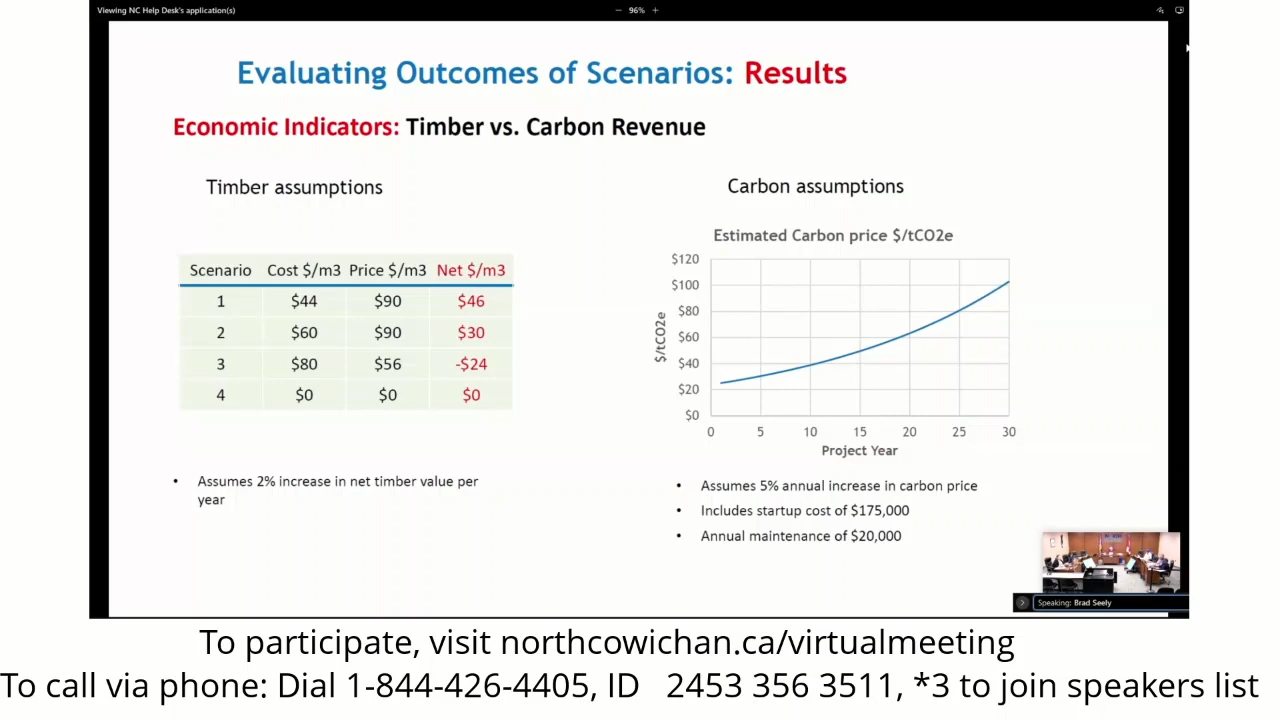 Viewing NC Help Desk's application(s)
− 96% +
Evaluating Outcomes of Scenarios: Results
Economic Indicators: Timber vs. Carbon Revenue
Timber assumptions
Scenario Cost $/m3 Price $/m3 Net $/m3
1 $44 $90 $46
2 $60 $90 $30
3 $80 $56 -$24
4 $0 $0 $0
• Assumes 2% increase in net timber value per
year
Carbon assumptions
Estimated Carbon price $/tCO2e
$/tCO2e
$120
$100
$80
$60
$40
$20
$0
0 5 10 15 20 25 30
Project Year
• Assumes 5% annual increase in carbon price
• Includes startup cost of $175,000
• Annual maintenance of $20,000
Speaking: Brad Seely
To participate, visit northcowichan.ca/virtualmeeting
To call via phone: Dial 1-844-426-4405, ID 2453 356 3511, *3 to join speakers list